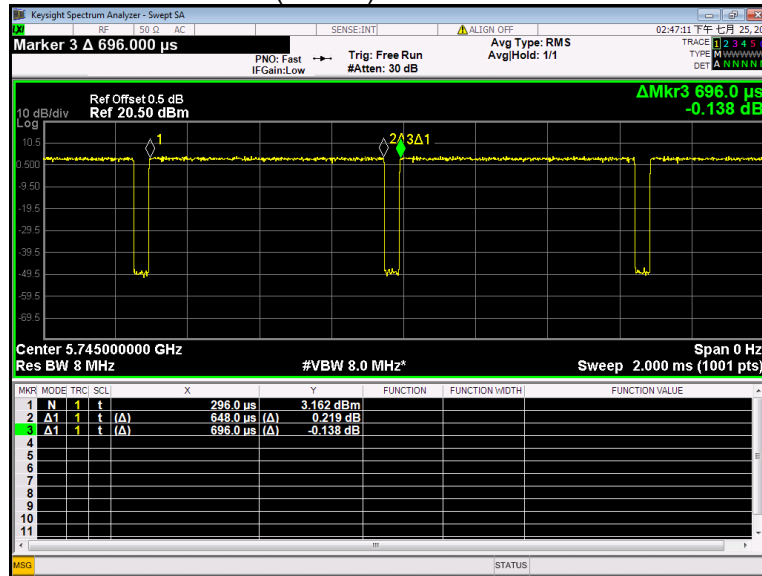 Keysight Spectrum Analyzer - Swept SA
RF 50 Ω AC SENSE:INT ALIGN OFF 02:47:11 下午 七月 25, 20
Marker 3 Δ 696.000 µs
PNO: Fast
IFGain:Low
Trig: Free Run
#Atten: 30 dB
Avg Type: RMS
Avg|Hold: 1/1
TRACE 1 2 3 4 5
TYPE M WWWWW
DET A N N N N
ΔMkr3 696.0 µs
-0.138 dB
Ref Offset 0.5 dB
10 dB/div Ref 20.50 dBm
Log
10.5
0.500
-9.50
-19.5
-29.5
-39.5
-49.5
-59.5
-69.5
1
2Δ3Δ1
Center 5.745000000 GHz Span 0 Hz
Res BW 8 MHz #VBW 8.0 MHz* Sweep 2.000 ms (1001 pts)
MKR MODE TRC SCL X Y FUNCTION FUNCTION WIDTH FUNCTION VALUE
1 N 1 t 296.0 µs 3.162 dBm
2 Δ1 1 t (Δ) 648.0 µs (Δ) 0.219 dB
3 Δ1 1 t (Δ) 696.0 µs (Δ) -0.138 dB
4
5
6
7
8
9
10
11
MSG STATUS